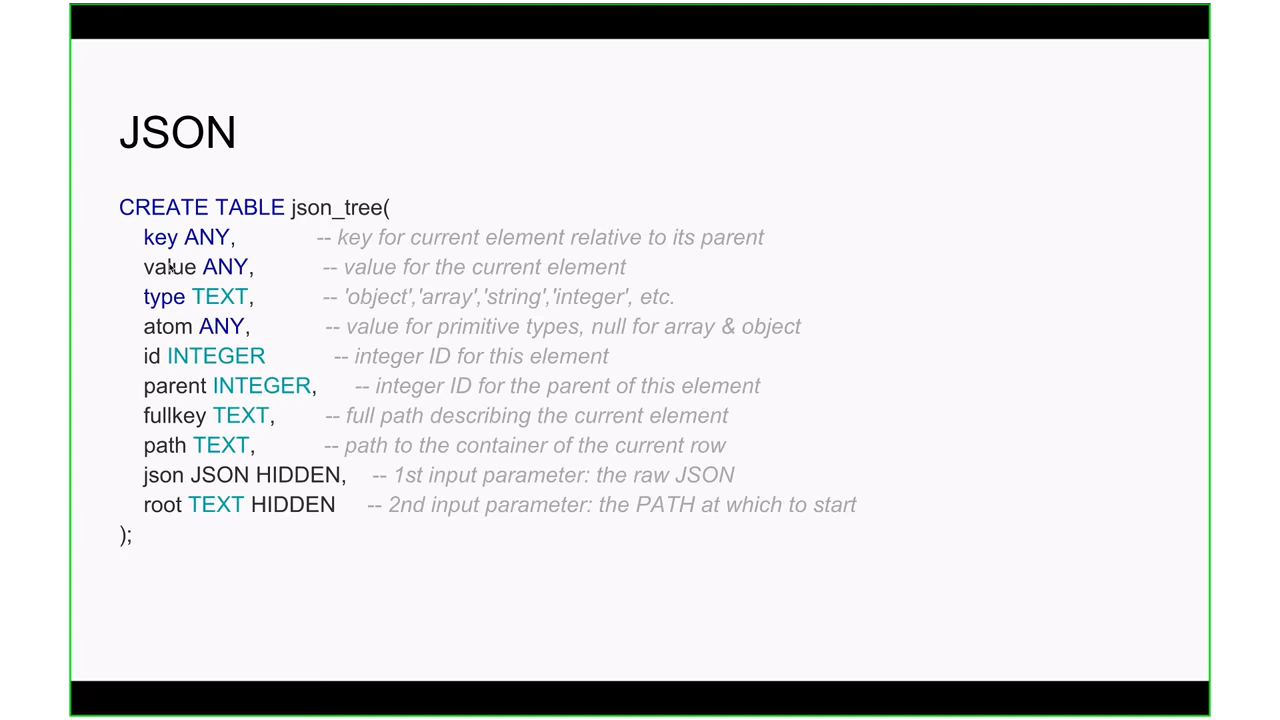 JSON
CREATE TABLE json_tree(
key ANY, -- key for current element relative to its parent
value ANY, -- value for the current element
type TEXT, -- 'object','array','string','integer', etc.
atom ANY, -- value for primitive types, null for array & object
id INTEGER -- integer ID for this element
parent INTEGER, -- integer ID for the parent of this element
fullkey TEXT, -- full path describing the current element
path TEXT, -- path to the container of the current row
json JSON HIDDEN, -- 1st input parameter: the raw JSON
root TEXT HIDDEN -- 2nd input parameter: the PATH at which to start
);